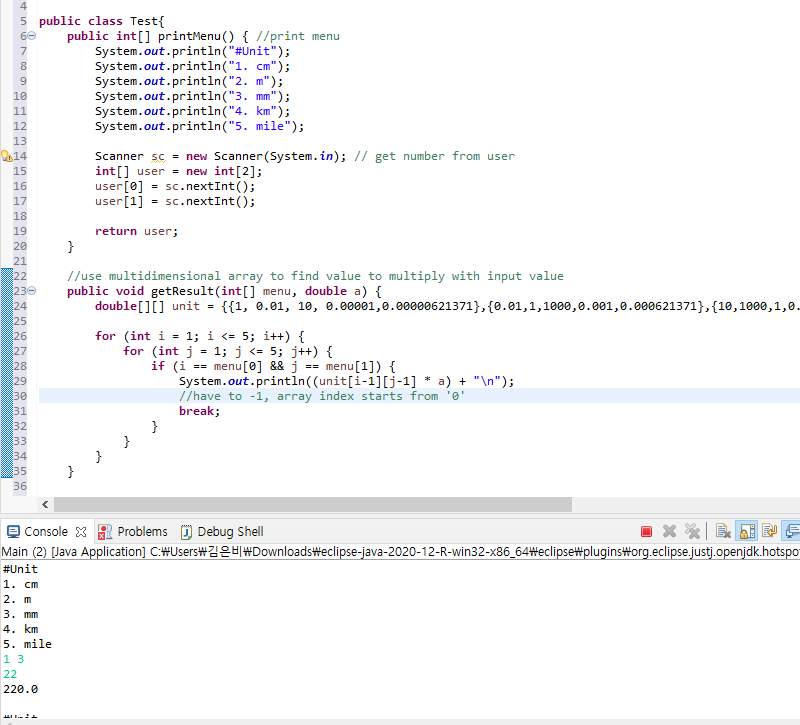 4
5 public class Test{
6 public int[] printMenu() { //print menu
7 System.out.println("#Unit");
8 System.out.println("1. cm");
9 System.out.println("2. m");
10 System.out.println("3. mm");
11 System.out.println("4. km");
12 System.out.println("5. mile");
13
14 Scanner sc = new Scanner(System.in); // get number from user
15 int[] user = new int[2];
16 user[0] = sc.nextInt();
17 user[1] = sc.nextInt();
18
19 return user;
20 }
21
22 //use multidimensional array to find value to multiply with input value
23 public void getResult(int[] menu, double a) {
24 double[][] unit = {{1, 0.01, 10, 0.00001,0.00000621371},{0.01,1,1000,0.001,0.000621371},{10,1000,1,0.
25
26 for (int i = 1; i <= 5; i++) {
27 for (int j = 1; j <= 5; j++) {
28 if (i == menu[0] && j == menu[1]) {
29 System.out.println((unit[i-1][j-1] * a) + "\n");
30 //have to -1, array index starts from '0'
31 break;
32 }
33 }
34 }
35 }
36
Console Problems Debug Shell
Main (2) [Java Application] C:₩Users₩김은비₩Downloads₩eclipse-java-2020-12-R-win32-x86_64₩eclipse₩plugins₩org.eclipse.justj.openjdk.hotspo
#Unit
1. cm
2. m
3. mm
4. km
5. mile
1 3
22
220.0
#Unit